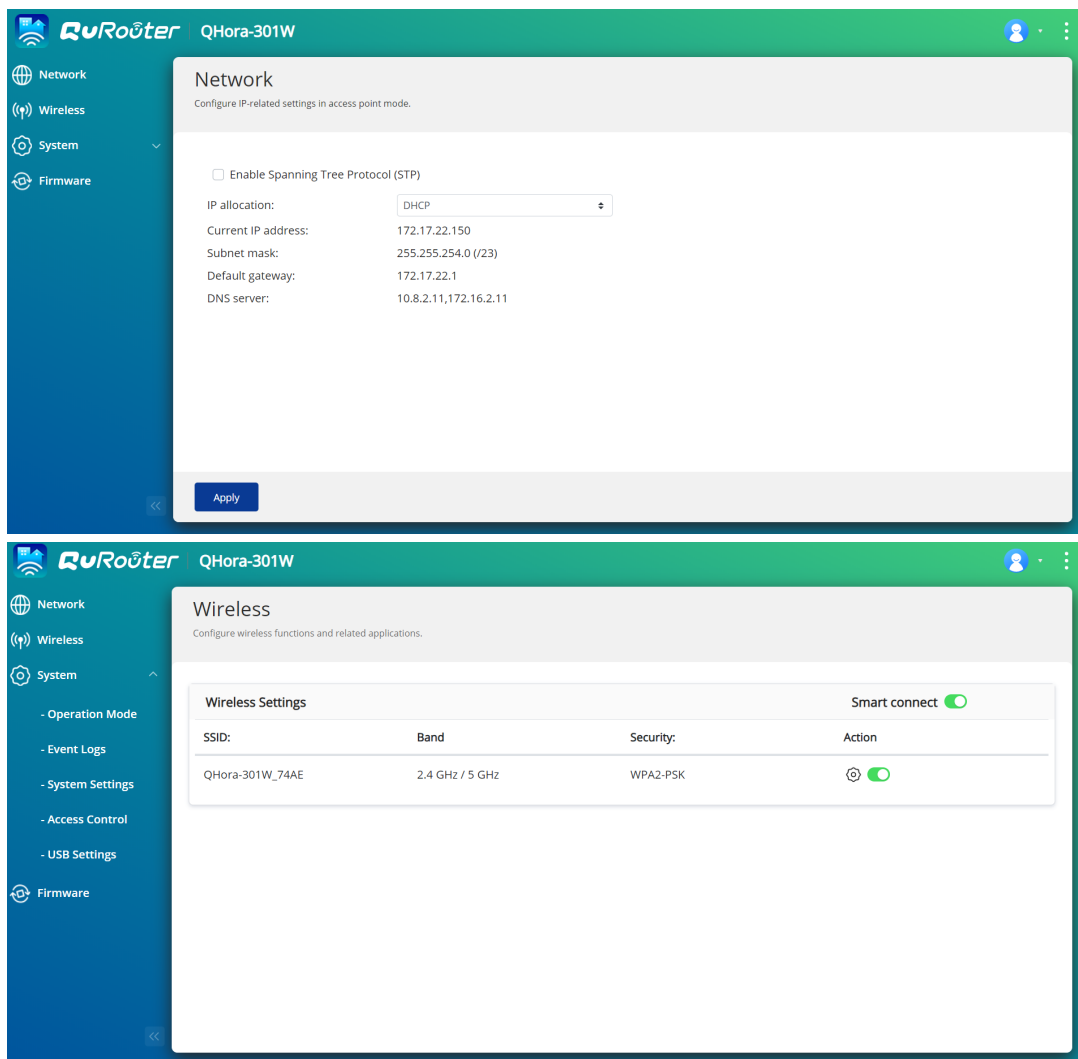 QuRouter QHora-301W
Network
Wireless
System
Firmware
Network
Configure IP-related settings in access point mode.
Enable Spanning Tree Protocol (STP)
IP allocation: DHCP
Current IP address: 172.17.22.150
Subnet mask: 255.255.254.0 (/23)
Default gateway: 172.17.22.1
DNS server: 10.8.2.11,172.16.2.11
Apply
QuRouter QHora-301W
Network
Wireless
System
- Operation Mode
- Event Logs
- System Settings
- Access Control
- USB Settings
Firmware
Wireless
Configure wireless functions and related applications.
Wireless Settings Smart connect
SSID: Band Security: Action
QHora-301W_74AE 2.4 GHz / 5 GHz WPA2-PSK